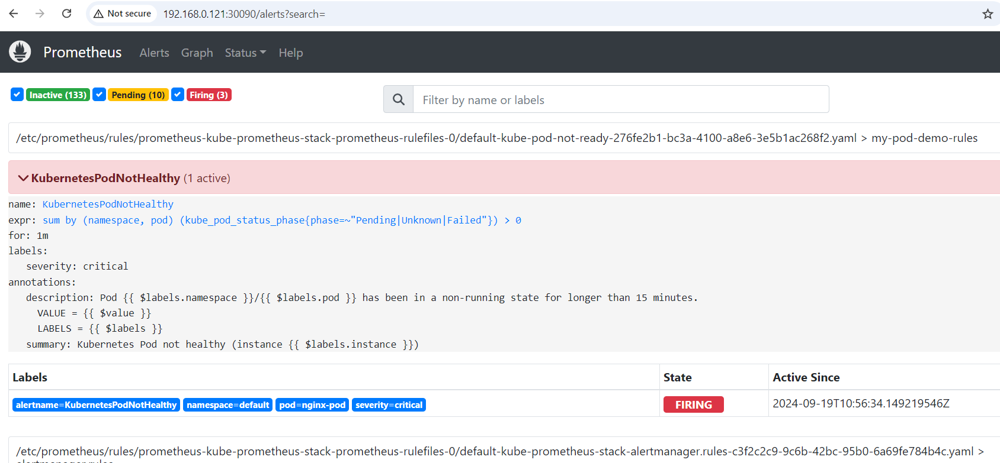 Not secure 192.168.0.121:30090/alerts?search=
Prometheus Alerts Graph Status Help
Inactive (133) Pending (10) Firing (3) Filter by name or labels
/etc/prometheus/rules/prometheus-kube-prometheus-stack-prometheus-rulefiles-0/default-kube-pod-not-ready-276fe2b1-bc3a-4100-a8e6-3e5b1ac268f2.yaml > my-pod-demo-rules
KubernetesPodNotHealthy (1 active)
name: KubernetesPodNotHealthy
expr: sum by (namespace, pod) (kube_pod_status_phase{phase=~"Pending|Unknown|Failed"}) > 0
for: 1m
labels:
severity: critical
annotations:
description: Pod {{ $labels.namespace }}/{{ $labels.pod }} has been in a non-running state for longer than 15 minutes.
VALUE = {{ $value }}
LABELS = {{ $labels }}
summary: Kubernetes Pod not healthy (instance {{ $labels.instance }})
Labels State Active Since
alertname=KubernetesPodNotHealthy namespace=default pod=nginx-pod severity=critical FIRING 2024-09-19T10:56:34.149219546Z
/etc/prometheus/rules/prometheus-kube-prometheus-stack-prometheus-rulefiles-0/default-kube-prometheus-stack-alertmanager.rules-c3f2c2c9-9c6b-42bc-95b0-6a69fe784b4c.yaml >
alertmanager.rules